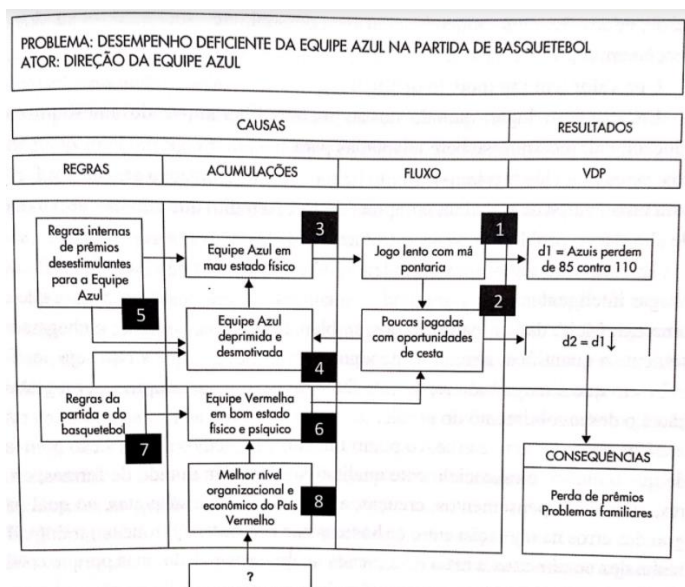 PROBLEMA: DESEMPENHO DEFICIENTE DA EQUIPE AZUL NA PARTIDA DE BASQUETEBOL
ATOR: DIREÇÃO DA EQUIPE AZUL
CAUSAS
RESULTADOS
REGRAS
ACUMULAÇÕES
FLUXO
VDP
Regras internas
de prêmios
desestimulantes
para a Equipe
Azul
5
Equipe Azul em
mau estado físico
3
Jogo lento com má
pontaria
1
d1 = Azuis perdem
de 85 contra 110
Equipe Azul
deprimida e
desmotivada
4
Poucas jogadas
com oportunidades
de cesta
2
d2 = d1↓
Regras da
partida e do
basquetebol
7
Equipe Vermelha
em bom estado
físico e psíquico
6
Melhor nível
organizacional e
econômico do País
Vermelho
8
?
CONSEQUÊNCIAS
Perda de prêmios
Problemas familiares